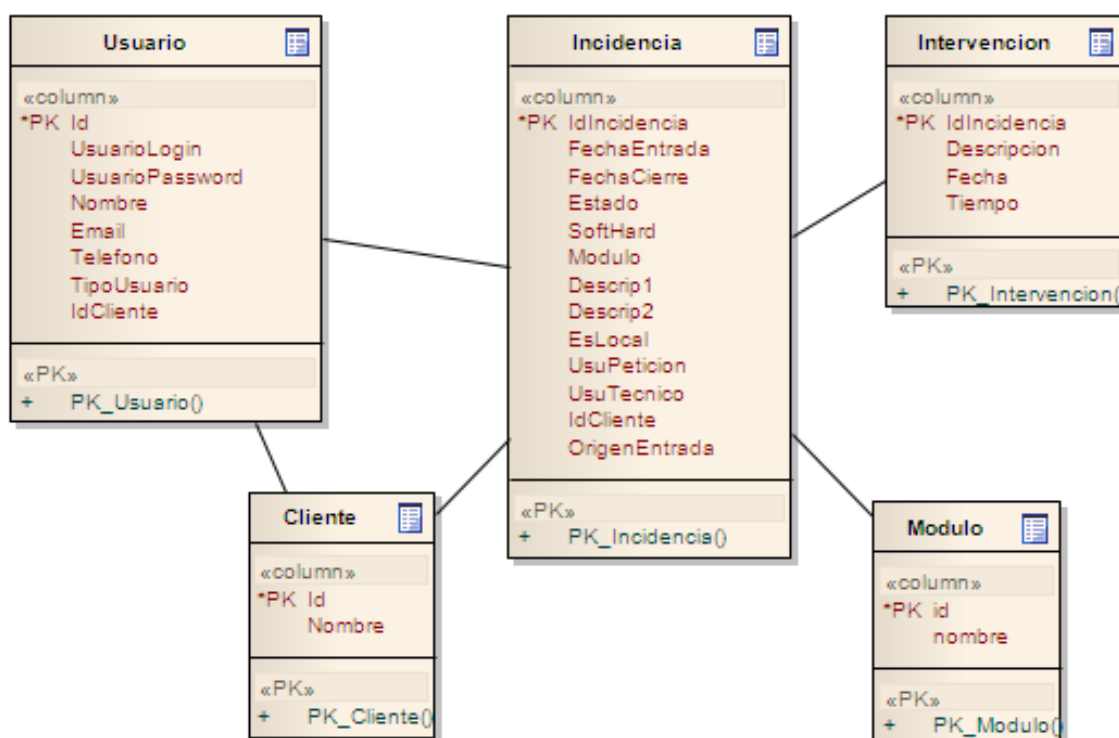 Usuario
«column»
*PK Id
UsuarioLogin
UsuarioPassword
Nombre
Email
Telefono
TipoUsuario
IdCliente
«PK»
+ PK_Usuario()
Incidencia
«column»
*PK IdIncidencia
FechaEntrada
FechaCierre
Estado
SoftHard
Modulo
Descrip1
Descrip2
EsLocal
UsuPeticion
UsuTecnico
IdCliente
OrigenEntrada
«PK»
+ PK_Incidencia()
Intervencion
«column»
*PK IdIncidencia
Descripcion
Fecha
Tiempo
«PK»
+ PK_Intervencion()
Cliente
«column»
*PK Id
Nombre
«PK»
+ PK_Cliente()
Modulo
«column»
*PK id
nombre
«PK»
+ PK_Modulo()